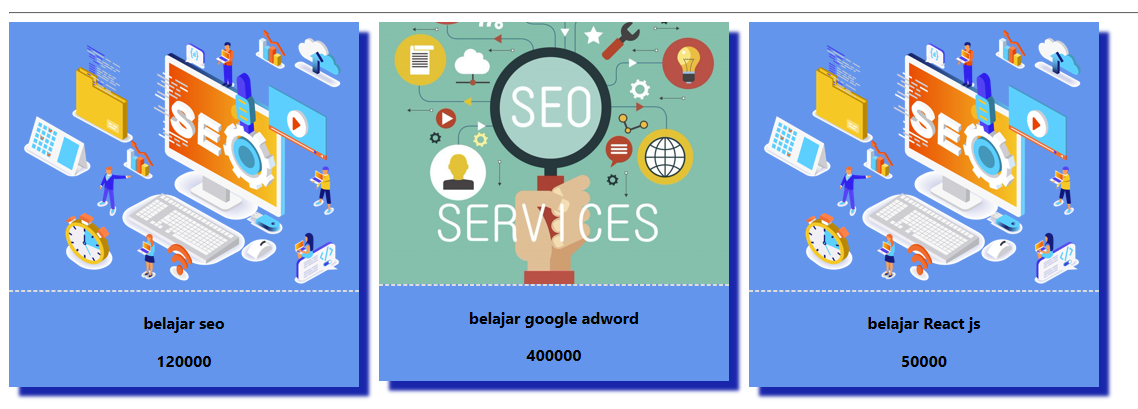 SEO
belajar seo
120000
SEO
SERVICES
belajar google adword
400000
SEO
belajar React js
50000